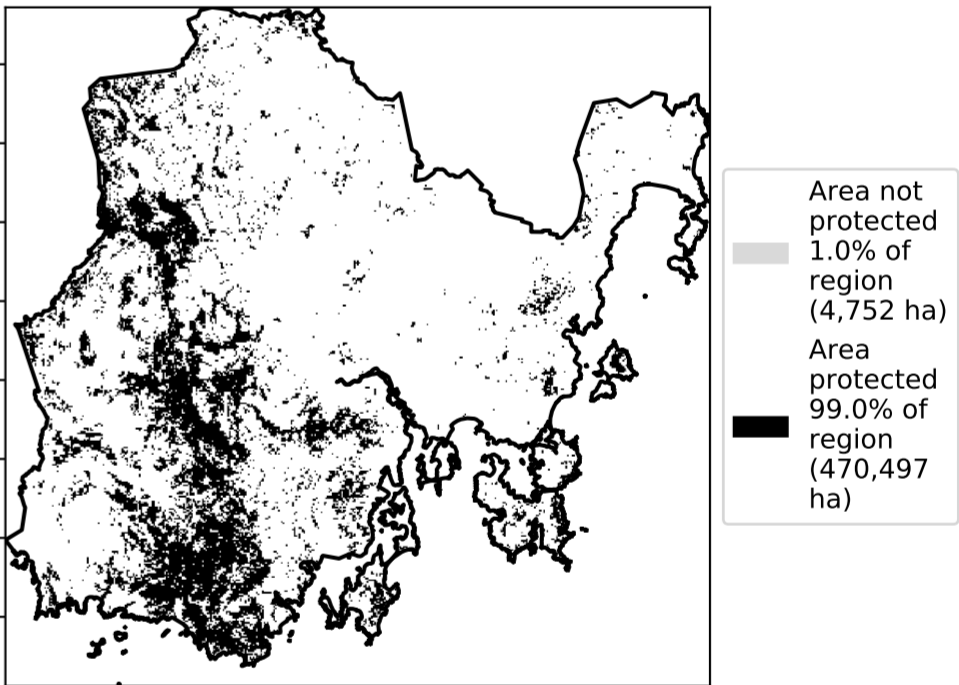 Area not
protected
1.0% of
region
(4,752 ha)
Area
protected
99.0% of
region
(470,497
ha)